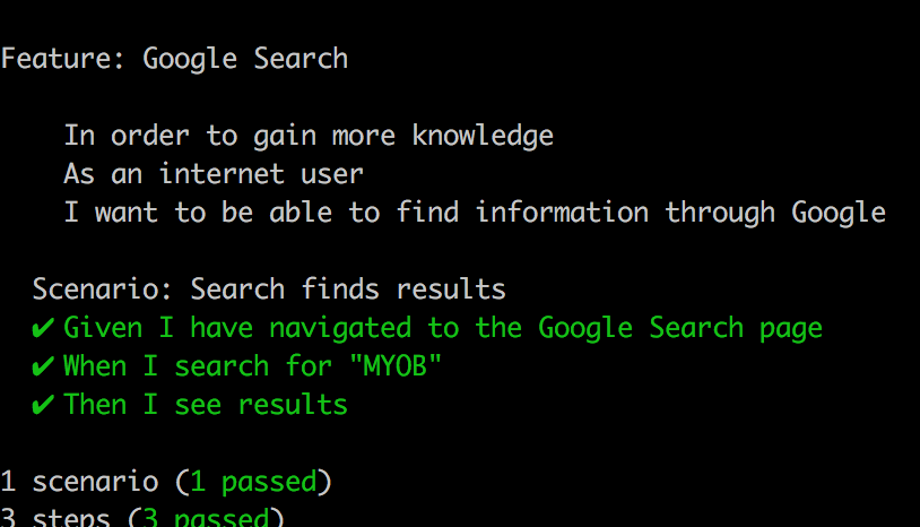 Feature: Google Search
In order to gain more knowledge
As an internet user
I want to be able to find information through Google
Scenario: Search finds results
✔ Given I have navigated to the Google Search page
✔ When I search for "MYOB"
✔ Then I see results
1 scenario (1 passed)
3 steps (3 passed)